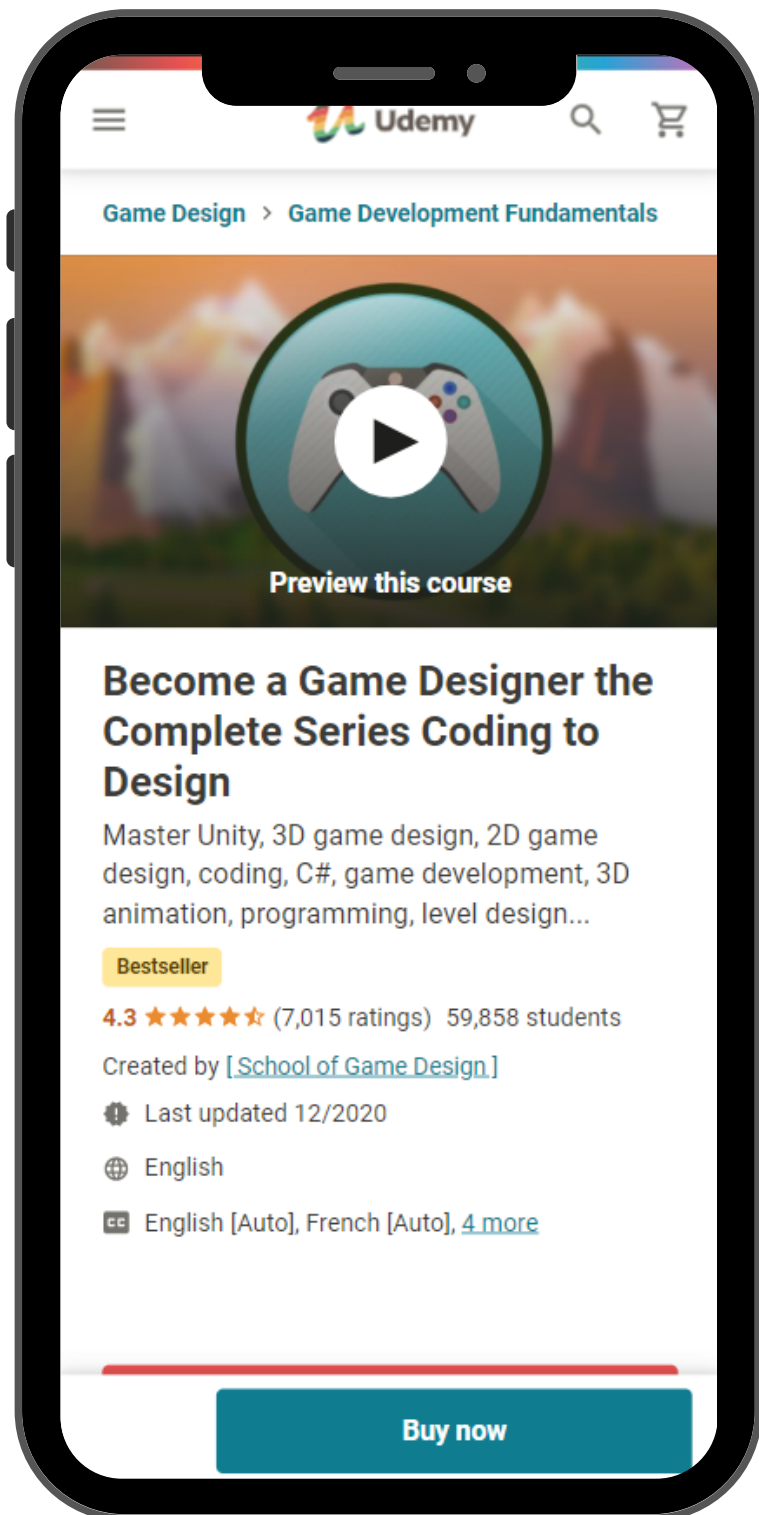 Udemy
Game Design > Game Development Fundamentals
Preview this course
Become a Game Designer the
Complete Series Coding to
Design
Master Unity, 3D game design, 2D game
design, coding, C#, game development, 3D
animation, programming, level design...
Bestseller
4.3 (7,015 ratings) 59,858 students
Created by [ School of Game Design ]
Last updated 12/2020
English
CC English [Auto], French [Auto], 4 more
Buy now